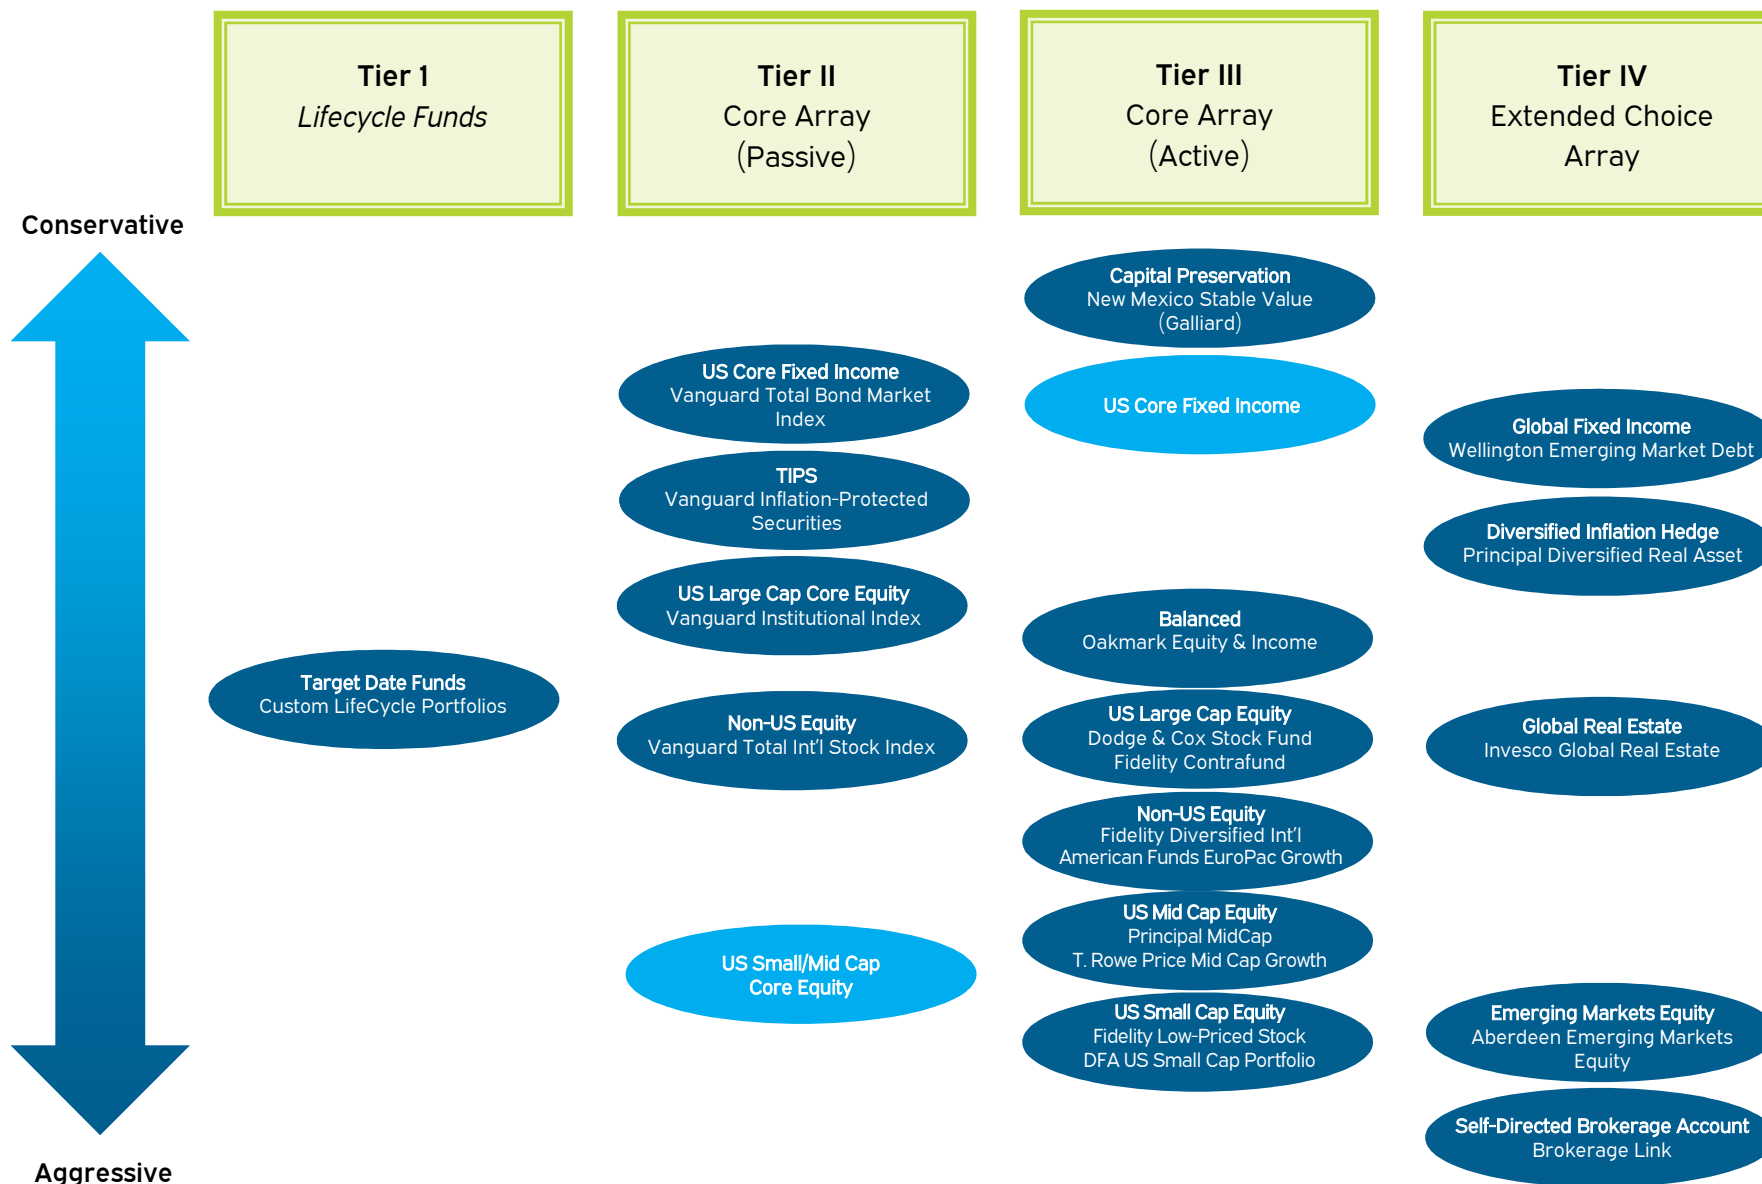 Tier 1
Lifecycle Funds
Tier II
Core Array
(Passive)
Tier III
Core Array
(Active)
Tier IV
Extended Choice
Array
Conservative
Aggressive
Target Date Funds
Custom LifeCycle Portfolios
US Core Fixed Income
Vanguard Total Bond Market
Index
TIPS
Vanguard Inflation-Protected
Securities
US Large Cap Core Equity
Vanguard Institutional Index
Non-US Equity
Vanguard Total Int'l Stock Index
US Small/Mid Cap
Core Equity
Capital Preservation
New Mexico Stable Value
(Galliard)
US Core Fixed Income
Balanced
Oakmark Equity & Income
US Large Cap Equity
Dodge & Cox Stock Fund
Fidelity Contrafund
Non-US Equity
Fidelity Diversified Int'l
American Funds EuroPac Growth
US Mid Cap Equity
Principal MidCap
T. Rowe Price Mid Cap Growth
US Small Cap Equity
Fidelity Low-Priced Stock
DFA US Small Cap Portfolio
Global Fixed Income
Wellington Emerging Market Debt
Diversified Inflation Hedge
Principal Diversified Real Asset
Global Real Estate
Invesco Global Real Estate
Emerging Markets Equity
Aberdeen Emerging Markets
Equity
Self-Directed Brokerage Account
Brokerage Link